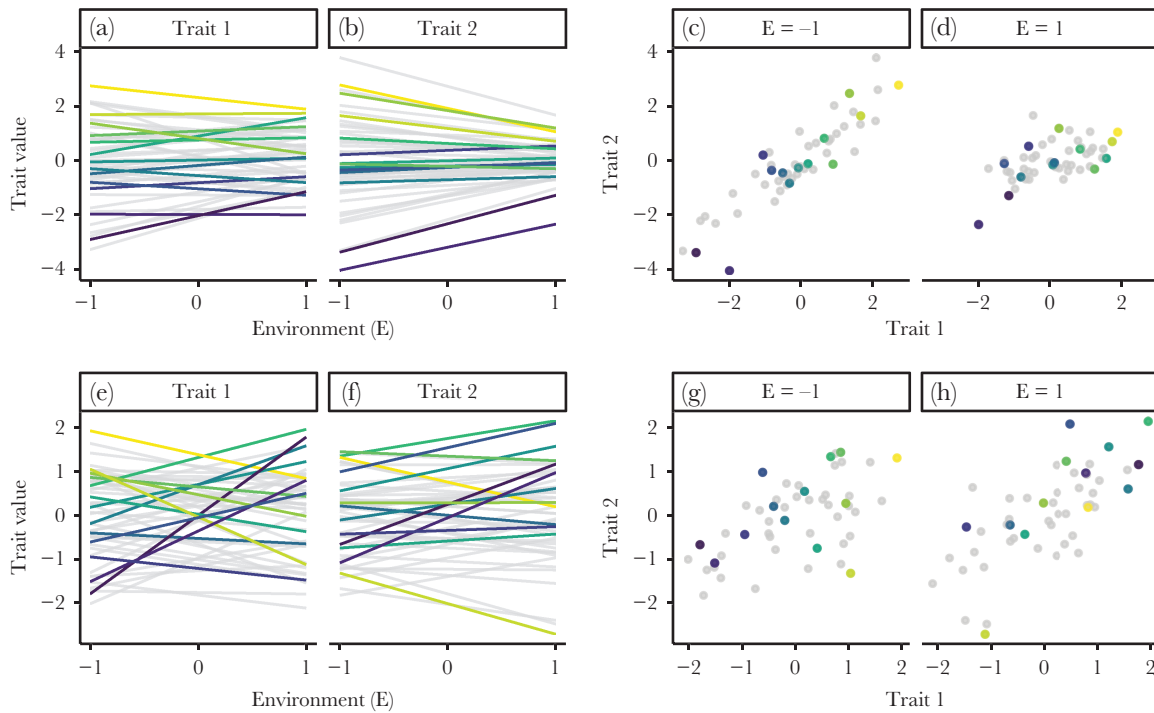 (a) Trait 1
(b) Trait 2
(c) E = –1
(d) E = 1
Trait value
4
2
0
−2
−4
−1 0 1 −1 0 1
Environment (E)
Trait 2
4
2
0
−2
−4
−2 0 2 −2 0 2
Trait 1
(e) Trait 1
(f) Trait 2
(g) E = –1
(h) E = 1
Trait value
2
1
0
−1
−2
−1 0 1 −1 0 1
Environment (E)
Trait 2
2
1
0
−1
−2
−2 −1 0 1 2 −2 −1 0 1 2
Trait 1